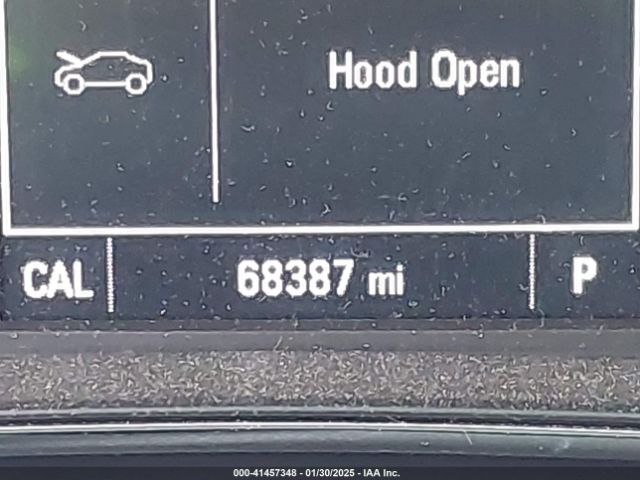 Hood Open
CAL 68387 mi P
000-41457348 - 01/30/2025 - IAA Inc.